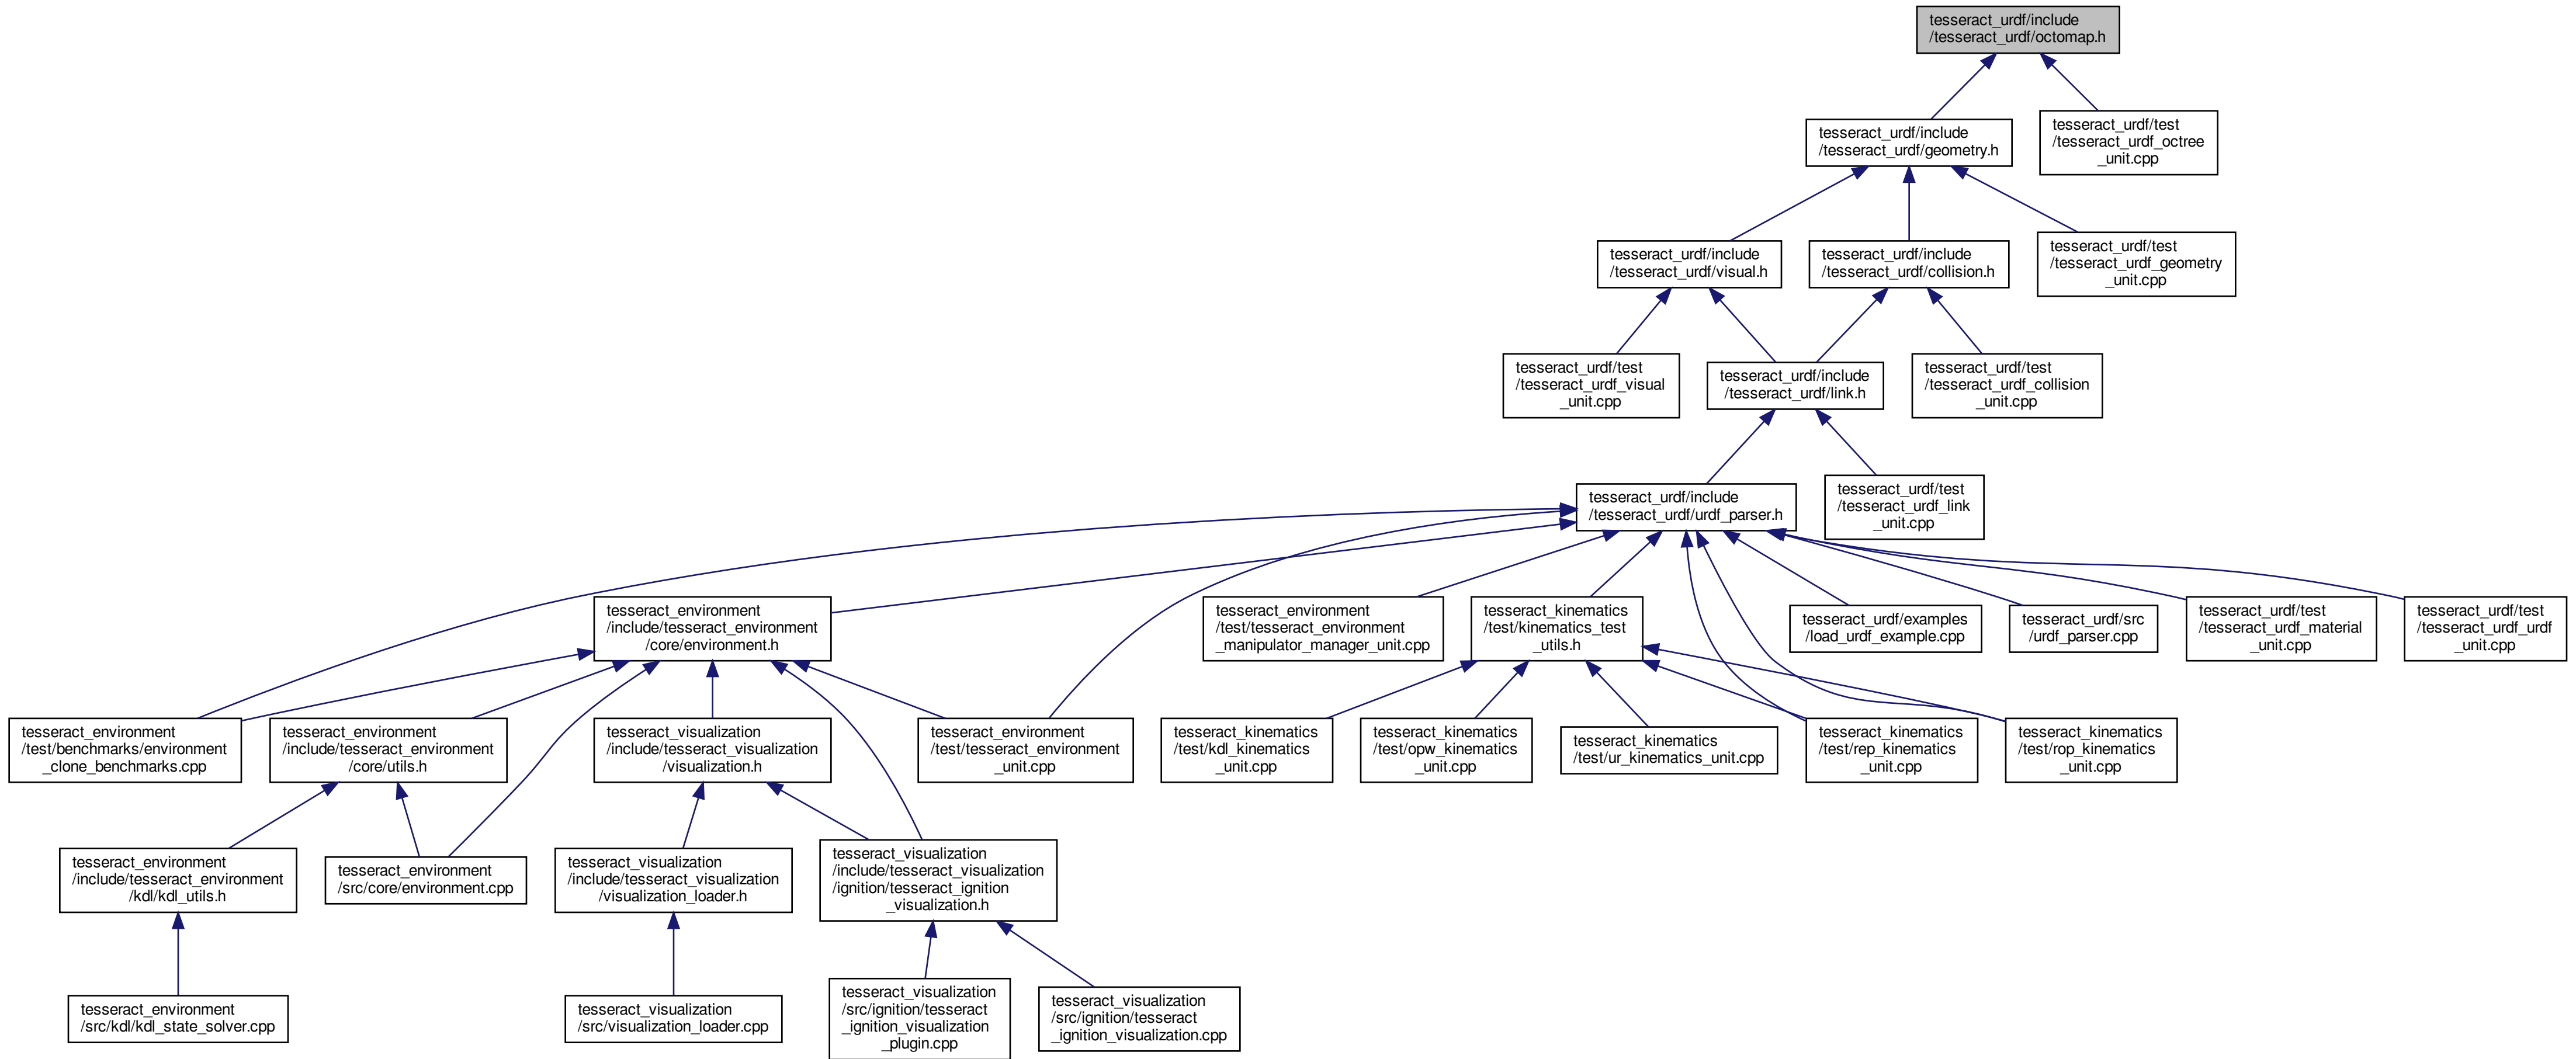 tesseract_urdf/include
/tesseract_urdf/octomap.h
tesseract_urdf/include
/tesseract_urdf/geometry.h
tesseract_urdf/test
/tesseract_urdf_octree
_unit.cpp
tesseract_urdf/include
/tesseract_urdf/visual.h
tesseract_urdf/include
/tesseract_urdf/collision.h
tesseract_urdf/test
/tesseract_urdf_geometry
_unit.cpp
tesseract_urdf/test
/tesseract_urdf_visual
_unit.cpp
tesseract_urdf/include
/tesseract_urdf/link.h
tesseract_urdf/test
/tesseract_urdf_collision
_unit.cpp
tesseract_urdf/include
/tesseract_urdf/urdf_parser.h
tesseract_urdf/test
/tesseract_urdf_link
_unit.cpp
tesseract_environment
/include/tesseract_environment
/core/environment.h
tesseract_environment
/test/tesseract_environment
_manipulator_manager_unit.cpp
tesseract_kinematics
/test/kinematics_test
_utils.h
tesseract_urdf/examples
/load_urdf_example.cpp
tesseract_urdf/src
/urdf_parser.cpp
tesseract_urdf/test
/tesseract_urdf_material
_unit.cpp
tesseract_urdf/test
/tesseract_urdf_urdf
_unit.cpp
tesseract_environment
/test/benchmarks/environment
_clone_benchmarks.cpp
tesseract_environment
/include/tesseract_environment
/core/utils.h
tesseract_visualization
/include/tesseract_visualization
/visualization.h
tesseract_environment
/test/tesseract_environment
_unit.cpp
tesseract_kinematics
/test/kdl_kinematics
_unit.cpp
tesseract_kinematics
/test/opw_kinematics
_unit.cpp
tesseract_kinematics
/test/ur_kinematics_unit.cpp
tesseract_kinematics
/test/rep_kinematics
_unit.cpp
tesseract_kinematics
/test/rop_kinematics
_unit.cpp
tesseract_environment
/include/tesseract_environment
/kdl/kdl_utils.h
tesseract_environment
/src/core/environment.cpp
tesseract_visualization
/include/tesseract_visualization
/visualization_loader.h
tesseract_visualization
/include/tesseract_visualization
/ignition/tesseract_ignition
_visualization.h
tesseract_environment
/src/kdl/kdl_state_solver.cpp
tesseract_visualization
/src/visualization_loader.cpp
tesseract_visualization
/src/ignition/tesseract
_ignition_visualization
_plugin.cpp
tesseract_visualization
/src/ignition/tesseract
_ignition_visualization.cpp